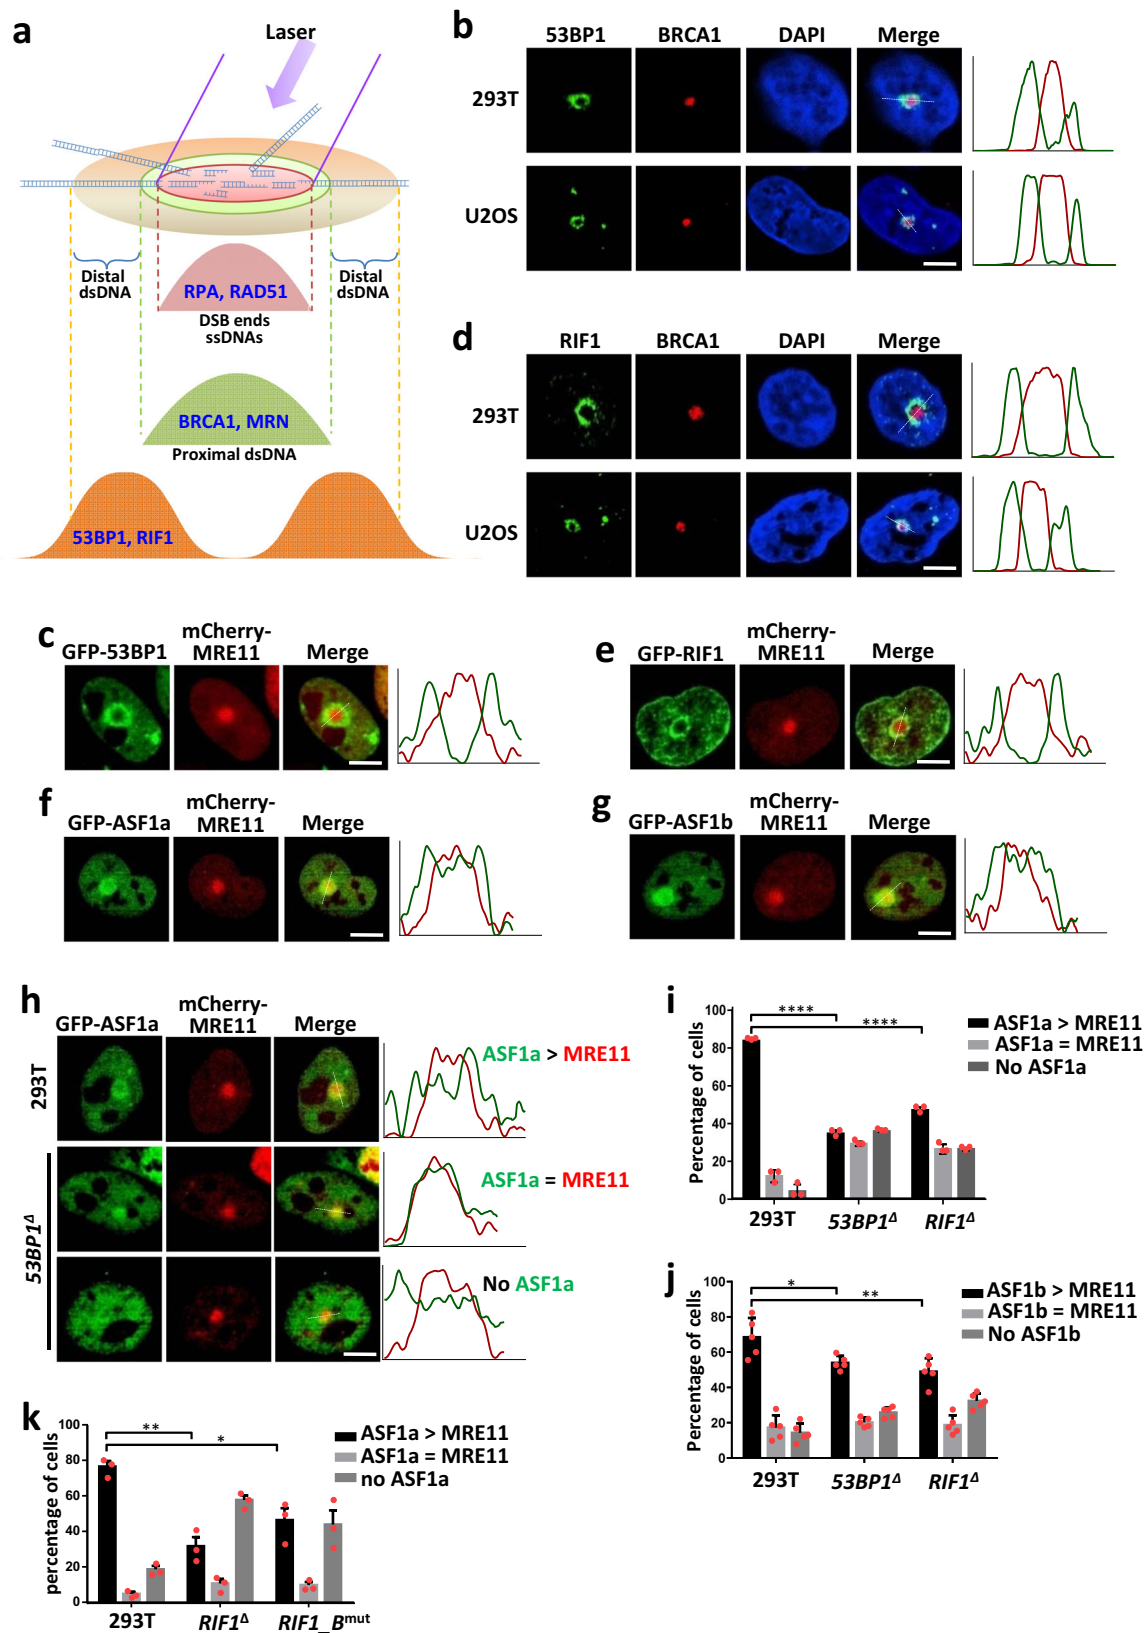 a
Laser
Distal
dsDNA
Distal
dsDNA
RPA, RAD51
DSB ends
ssDNAs
BRCA1, MRN
Proximal dsDNA
53BP1, RIF1
b
53BP1 BRCA1 DAPI Merge
293T
U2OS
d
RIF1 BRCA1 DAPI Merge
293T
U2OS
c
GFP-53BP1 mCherry-MRE11 Merge
e
GFP-RIF1 mCherry-MRE11 Merge
f
GFP-ASF1a mCherry-MRE11 Merge
g
GFP-ASF1b mCherry-MRE11 Merge
h
GFP-ASF1a mCherry-MRE11 Merge
293T
ASF1a > MRE11
53BP1Δ
ASF1a = MRE11
No ASF1a
i
Percentage of cells
100
80
60
40
20
0
**** ****
ASF1a > MRE11
ASF1a = MRE11
No ASF1a
293T 53BP1Δ RIF1Δ
j
Percentage of cells
100
80
60
40
20
0
* **
ASF1b > MRE11
ASF1b = MRE11
No ASF1b
293T 53BP1Δ RIF1Δ
k
percentage of cells
100
80
60
40
20
0
** *
ASF1a > MRE11
ASF1a = MRE11
no ASF1a
293T RIF1Δ RIF1_Bmut